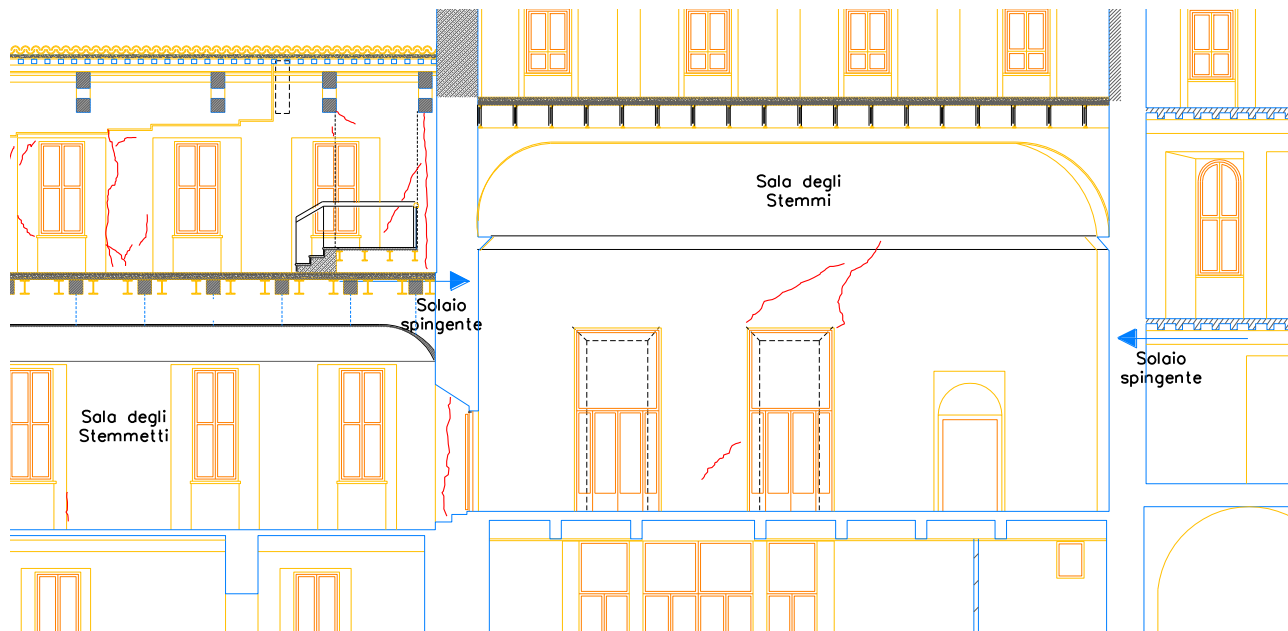 Sala degli
Stemmi
Solaio
spingente
Solaio
spingente
Sala degli
Stemmetti